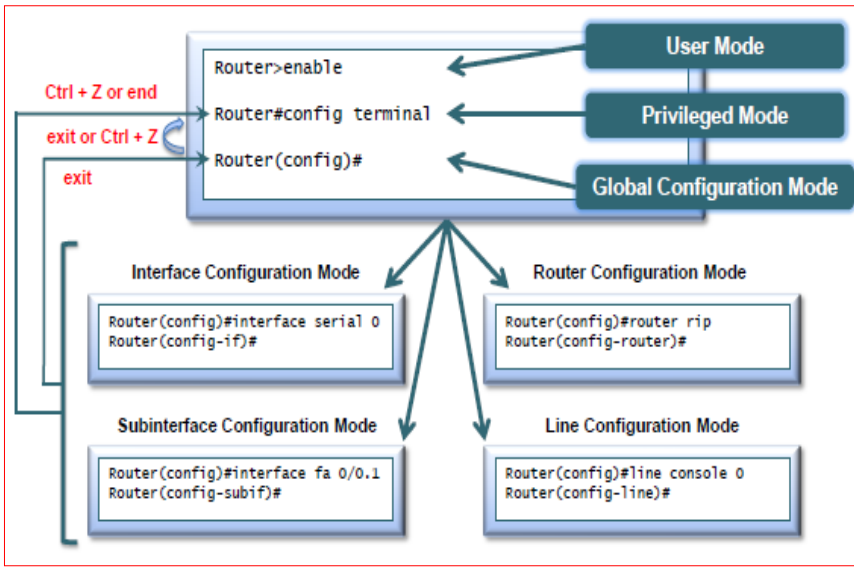 Router>enable
User Mode
Ctrl + Z or end
Router#config terminal
Privileged Mode
exit or Ctrl + Z
Router(config)#
exit
Global Configuration Mode
Interface Configuration Mode
Router(config)#interface serial 0
Router(config-if)#
Router Configuration Mode
Router(config)#router rip
Router(config-router)#
Subinterface Configuration Mode
Router(config)#interface fa 0/0.1
Router(config-subif)#
Line Configuration Mode
Router(config)#line console 0
Router(config-line)#